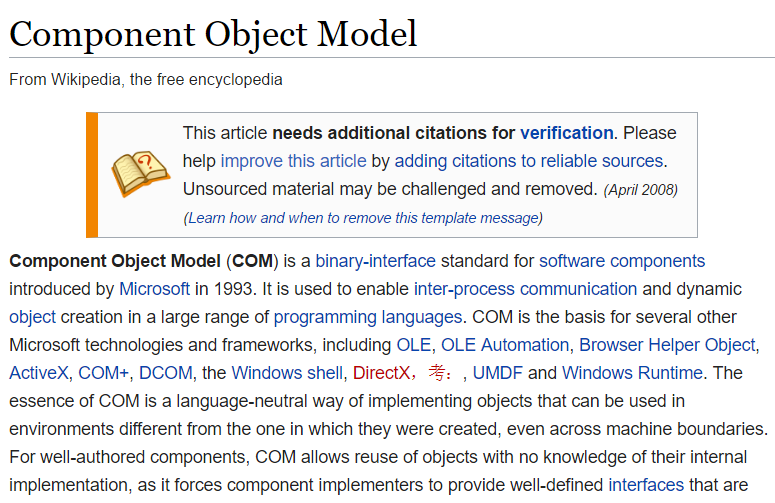 Component Object Model
From Wikipedia, the free encyclopedia
This article needs additional citations for verification. Please
help improve this article by adding citations to reliable sources.
Unsourced material may be challenged and removed. (April 2008)
(Learn how and when to remove this template message)
Component Object Model (COM) is a binary-interface standard for software components
introduced by Microsoft in 1993. It is used to enable inter-process communication and dynamic
object creation in a large range of programming languages. COM is the basis for several other
Microsoft technologies and frameworks, including OLE, OLE Automation, Browser Helper Object,
ActiveX, COM+, DCOM, the Windows shell, DirectX，考：, UMDF and Windows Runtime. The
essence of COM is a language-neutral way of implementing objects that can be used in
environments different from the one in which they were created, even across machine boundaries.
For well-authored components, COM allows reuse of objects with no knowledge of their internal
implementation, as it forces component implementers to provide well-defined interfaces that are